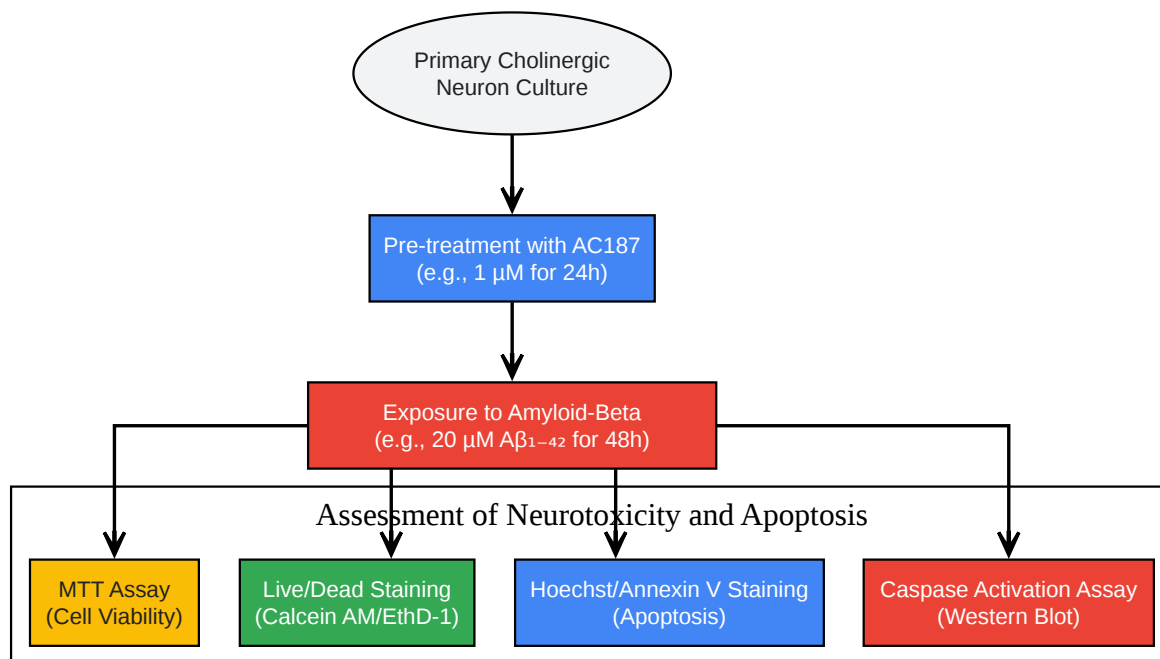 Primary Cholinergic
Neuron Culture
Pre-treatment with AC187
(e.g., 1 µM for 24h)
Exposure to Amyloid-Beta
(e.g., 20 µM Aβ₁₋₄₂ for 48h)
Assessment of Neurotoxicity and Apoptosis
MTT Assay
(Cell Viability)
Live/Dead Staining
(Calcein AM/EthD-1)
Hoechst/Annexin V Staining
(Apoptosis)
Caspase Activation Assay
(Western Blot)